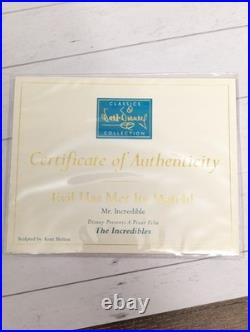 CLASSICS
Walt Disney
COLLECTION
Certificate of Authenticity
Evil Has Met Its Match!
Mr. Incredible
Disney Presents A Pixar Film
The Incredibles
Sculpted by Kent Melton